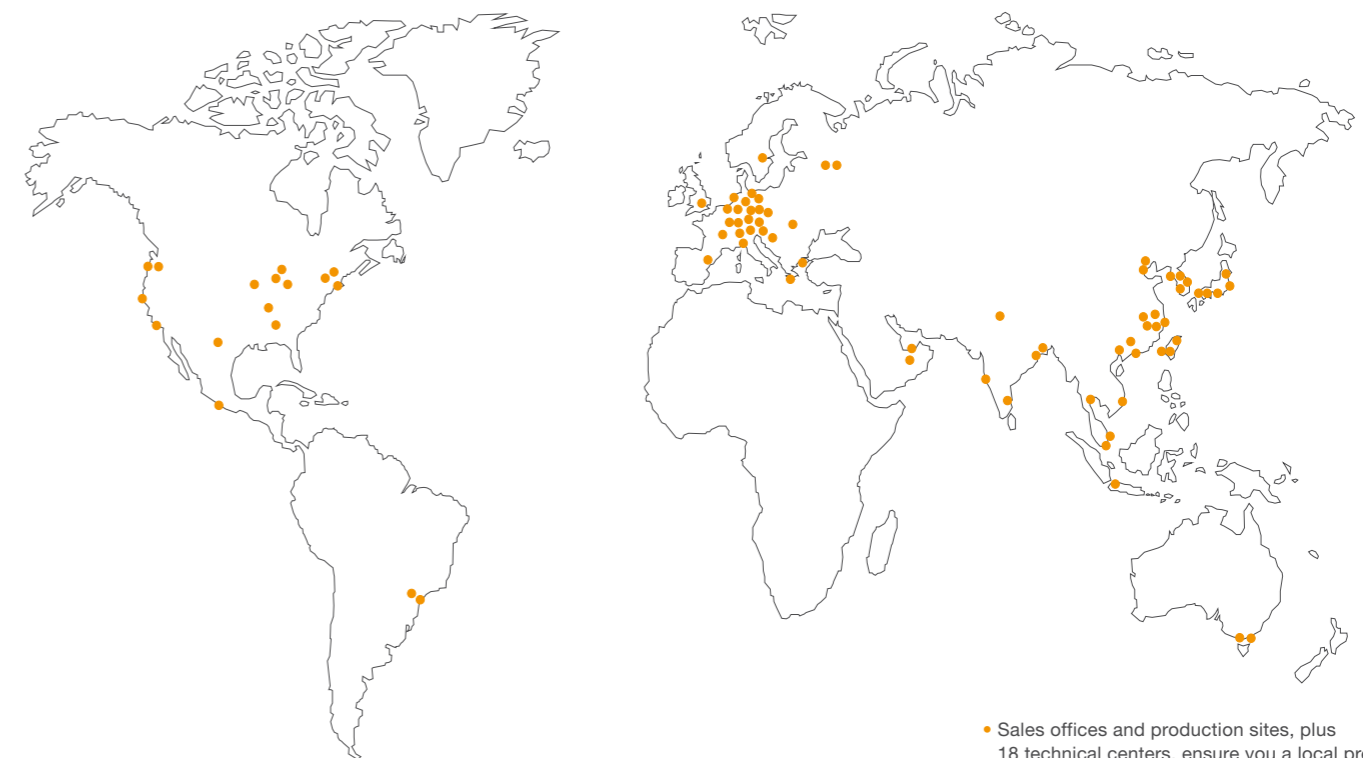 Sales offices and production sites, plus
18 technical centers, ensure you a local